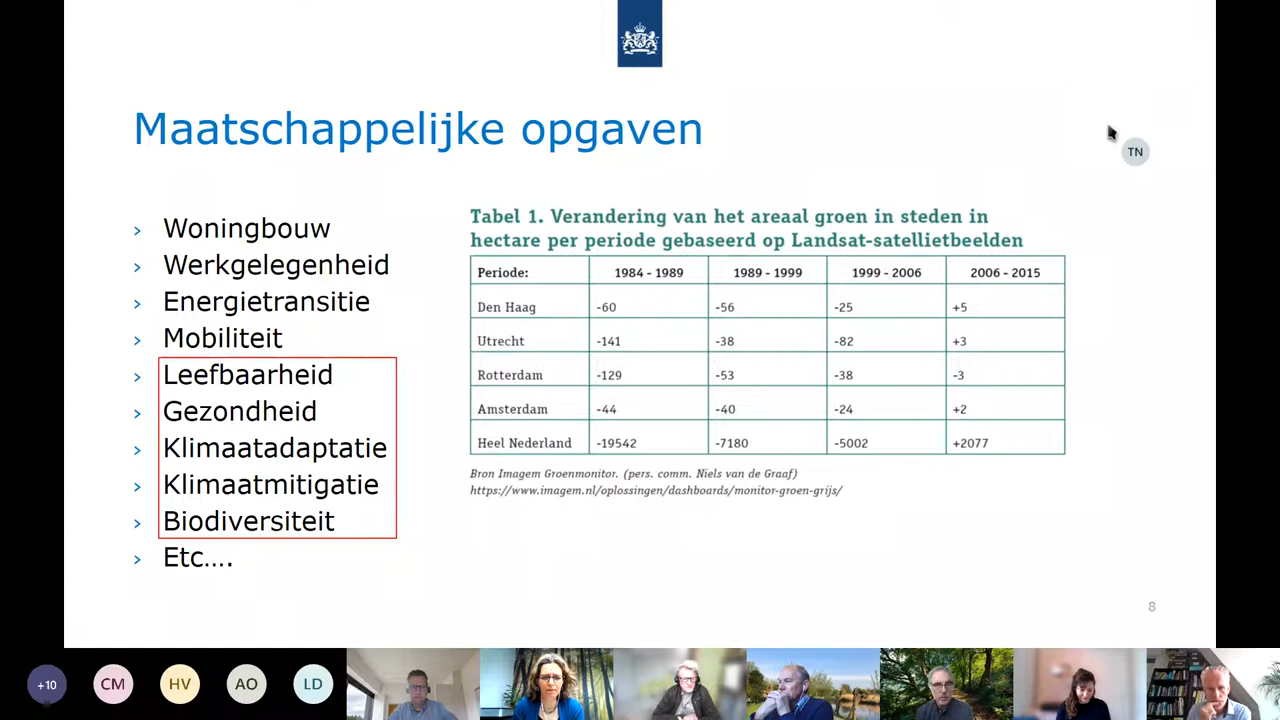 Maatschappelijke opgaven
TN
› Woningbouw
› Werkgelegenheid
› Energietransitie
› Mobiliteit
› Leefbaarheid
› Gezondheid
› Klimaatadaptatie
› Klimaatmitigatie
› Biodiversiteit
› Etc….
Tabel 1. Verandering van het areaal groen in steden in
hectare per periode gebaseerd op Landsat-satellietbeelden
Periode: 1984 - 1989 1989 - 1999 1999 - 2006 2006 - 2015
Den Haag -60 -56 -25 +5
Utrecht -141 -38 -82 +3
Rotterdam -129 -53 -38 -3
Amsterdam -44 -40 -24 +2
Heel Nederland -19542 -7180 -5002 +2077
Bron Imagem Groenmonitor. (pers. comm. Niels van de Graaf)
https://www.imagem.nl/oplossingen/dashboards/monitor-groen-grijs/
8
+10 CM HV AO LD